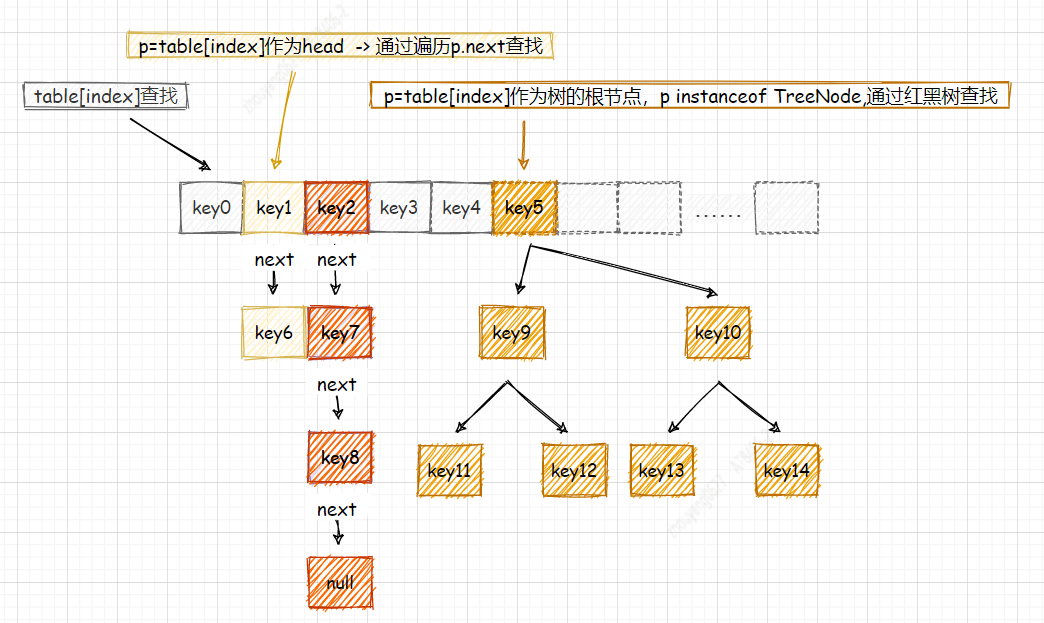 p=table[index]作为head -> 通过遍历p.next查找
table[index]查找
p=table[index]作为树的根节点，p instanceof TreeNode,通过红黑树查找
key0 key1 key2 key3 key4 key5 ......
next next
key6 key7 key9 key10
next
key8
key11 key12 key13 key14
next
null